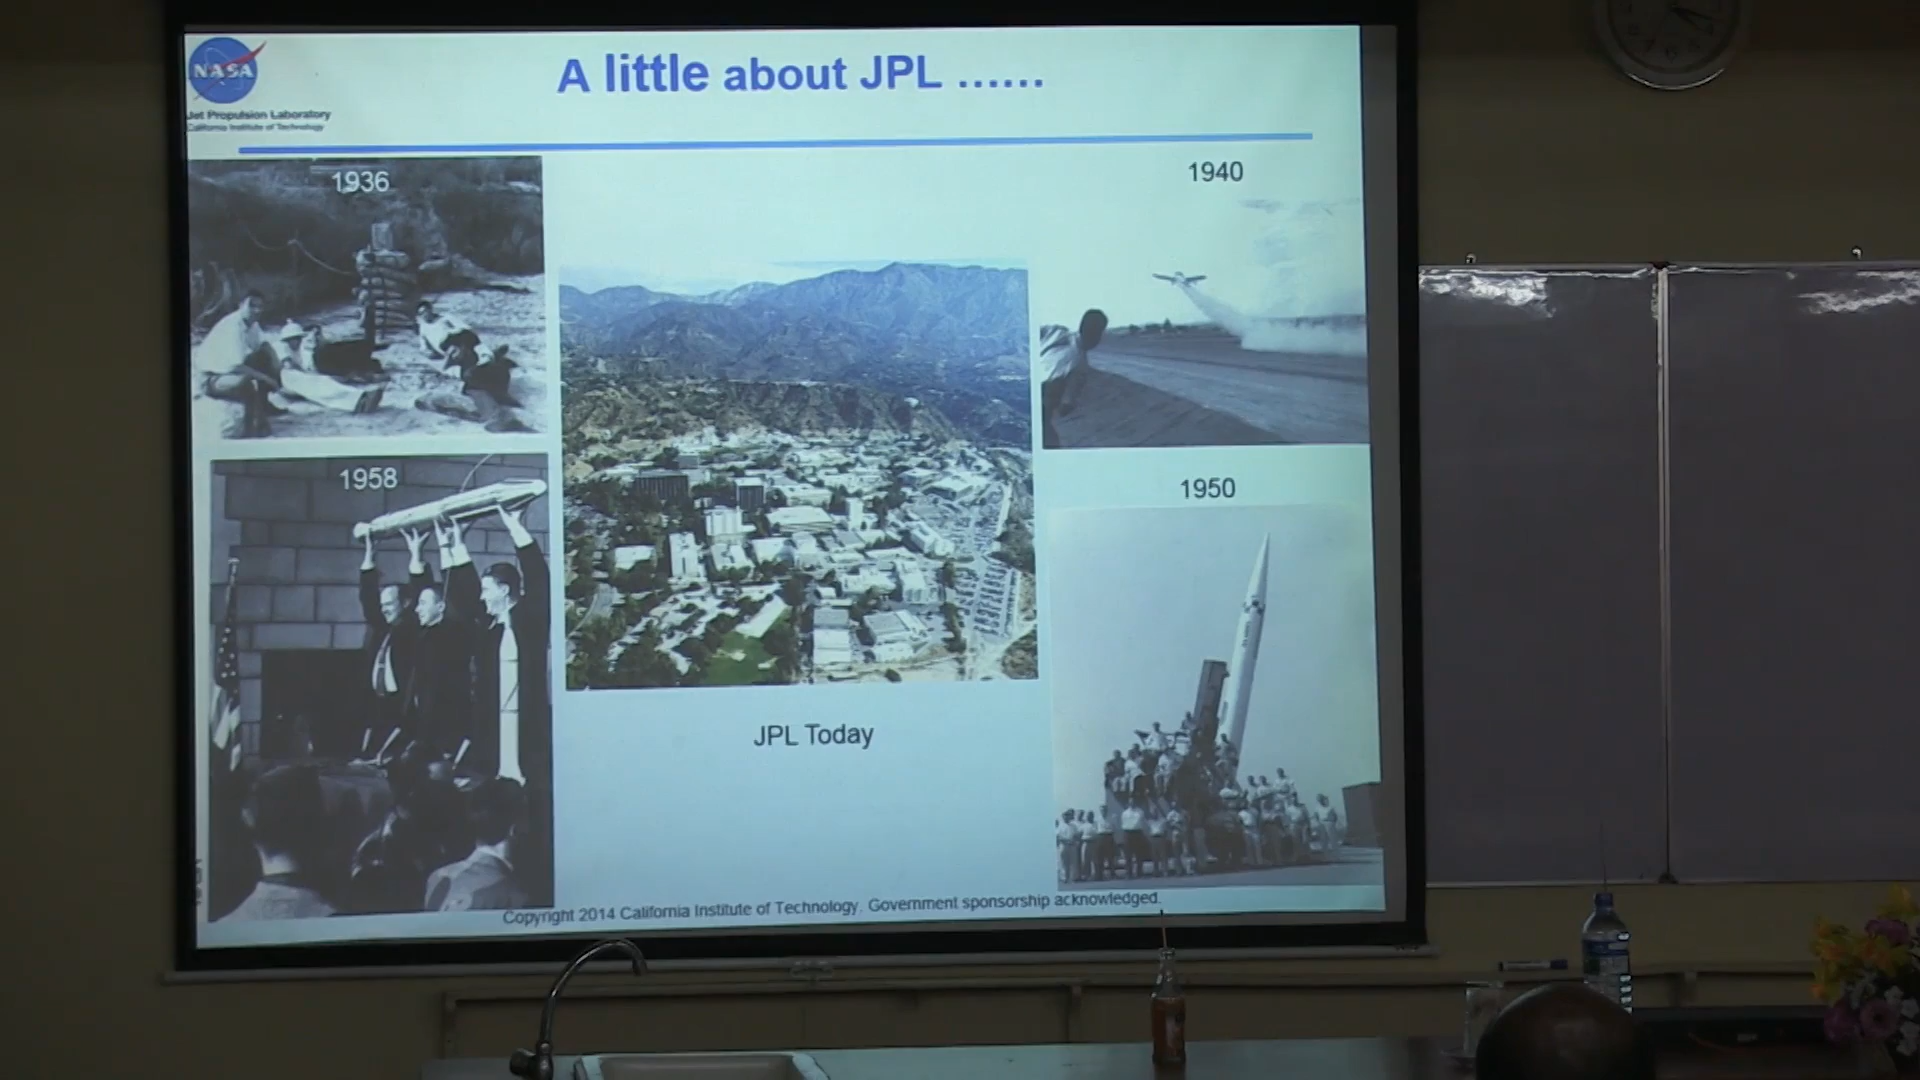 NASA
Jet Propulsion Laboratory
California Institute of Technology
A little about JPL ......
1936
1940
1958
1950
JPL Today
Copyright 2014 California Institute of Technology. Government sponsorship acknowledged.